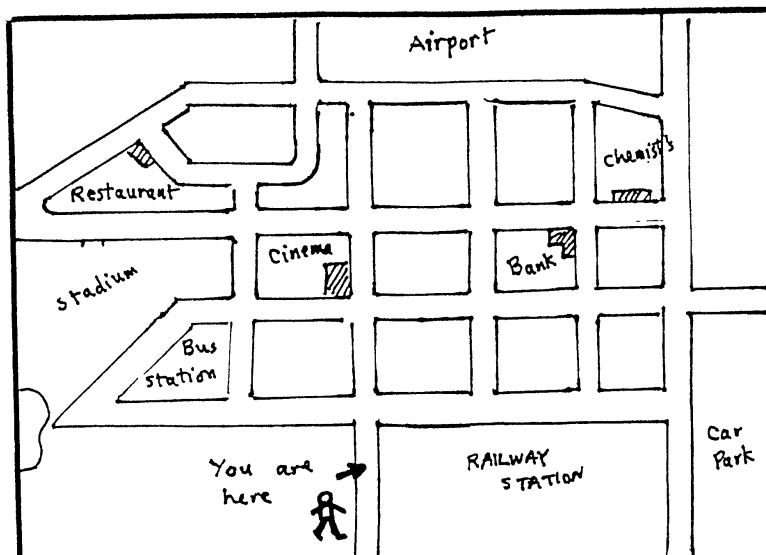 Airport
Chemist's
Restaurant
Cinema
Bank
Stadium
Bus
station
You are
here
RAILWAY
STATION
Car
Park